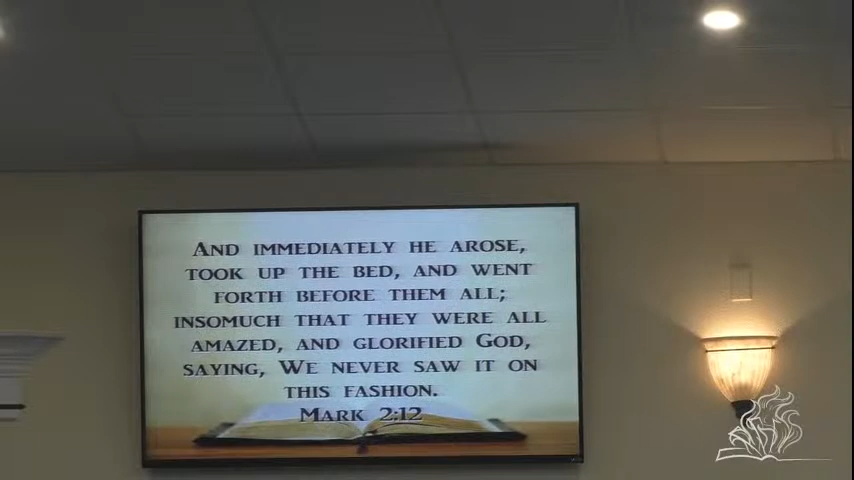 And immediately he arose,
took up the bed, and went
forth before them all;
insomuch that they were all
amazed, and glorified God,
saying, We never saw it on
this fashion.
Mark 2:12